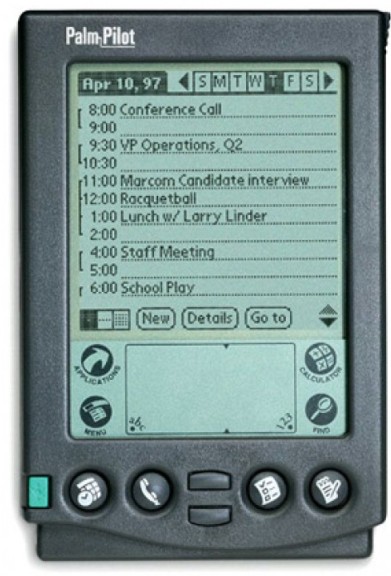 PalmPilot
Apr 10, 97 S M T W T F S
8:00 Conference Call
9:00
9:30 VP Operations, Q2
10:30
11:00 Marcom Candidate interview
12:00 Racquetball
1:00 Lunch w/ Larry Linder
2:00
4:00 Staff Meeting
5:00
6:00 School Play
New Details Go to
APPLICATIONS CALCULATOR
MENU abc 123 FIND